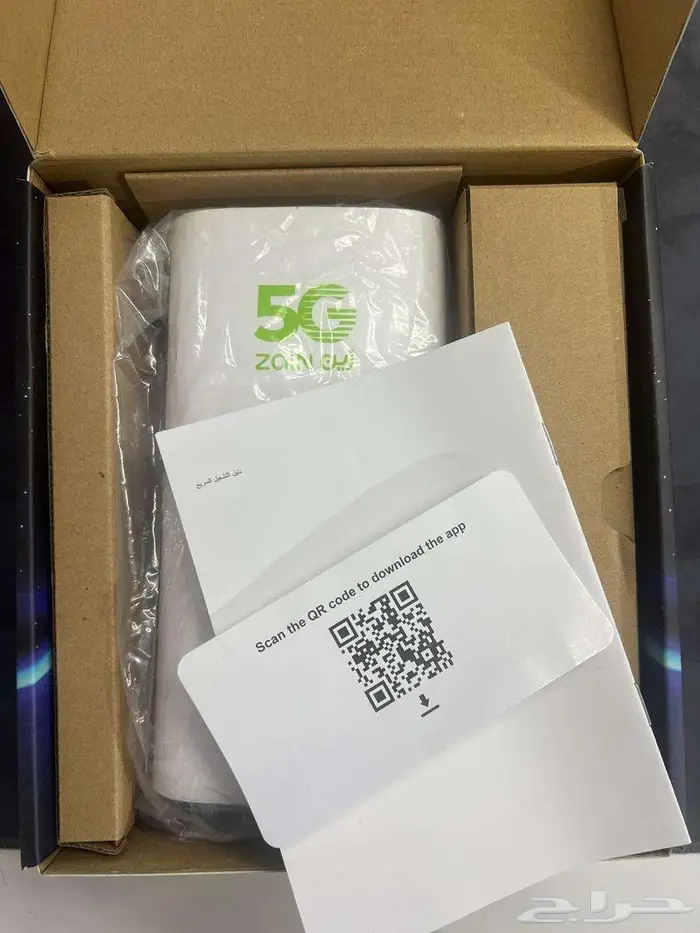 5G
zain زين
دليل التشغيل السريع
Scan the QR code to download the app
حراج